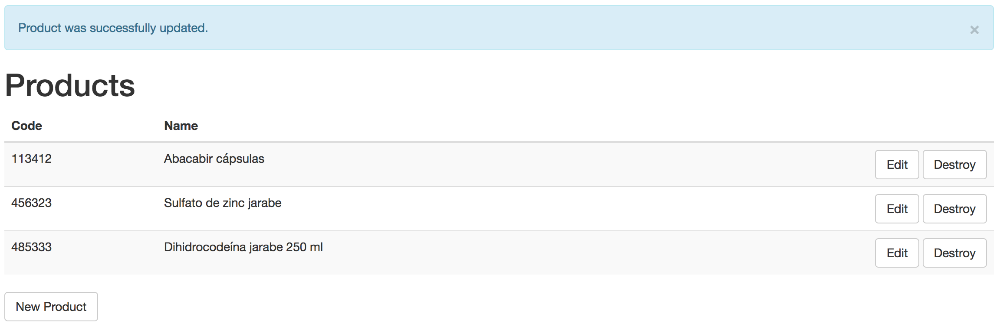 Product was successfully updated. ×
Products
Code Name
113412 Abacabir cápsulas Edit Destroy
456323 Sulfato de zinc jarabe Edit Destroy
485333 Dihidrocodeína jarabe 250 ml Edit Destroy
New Product